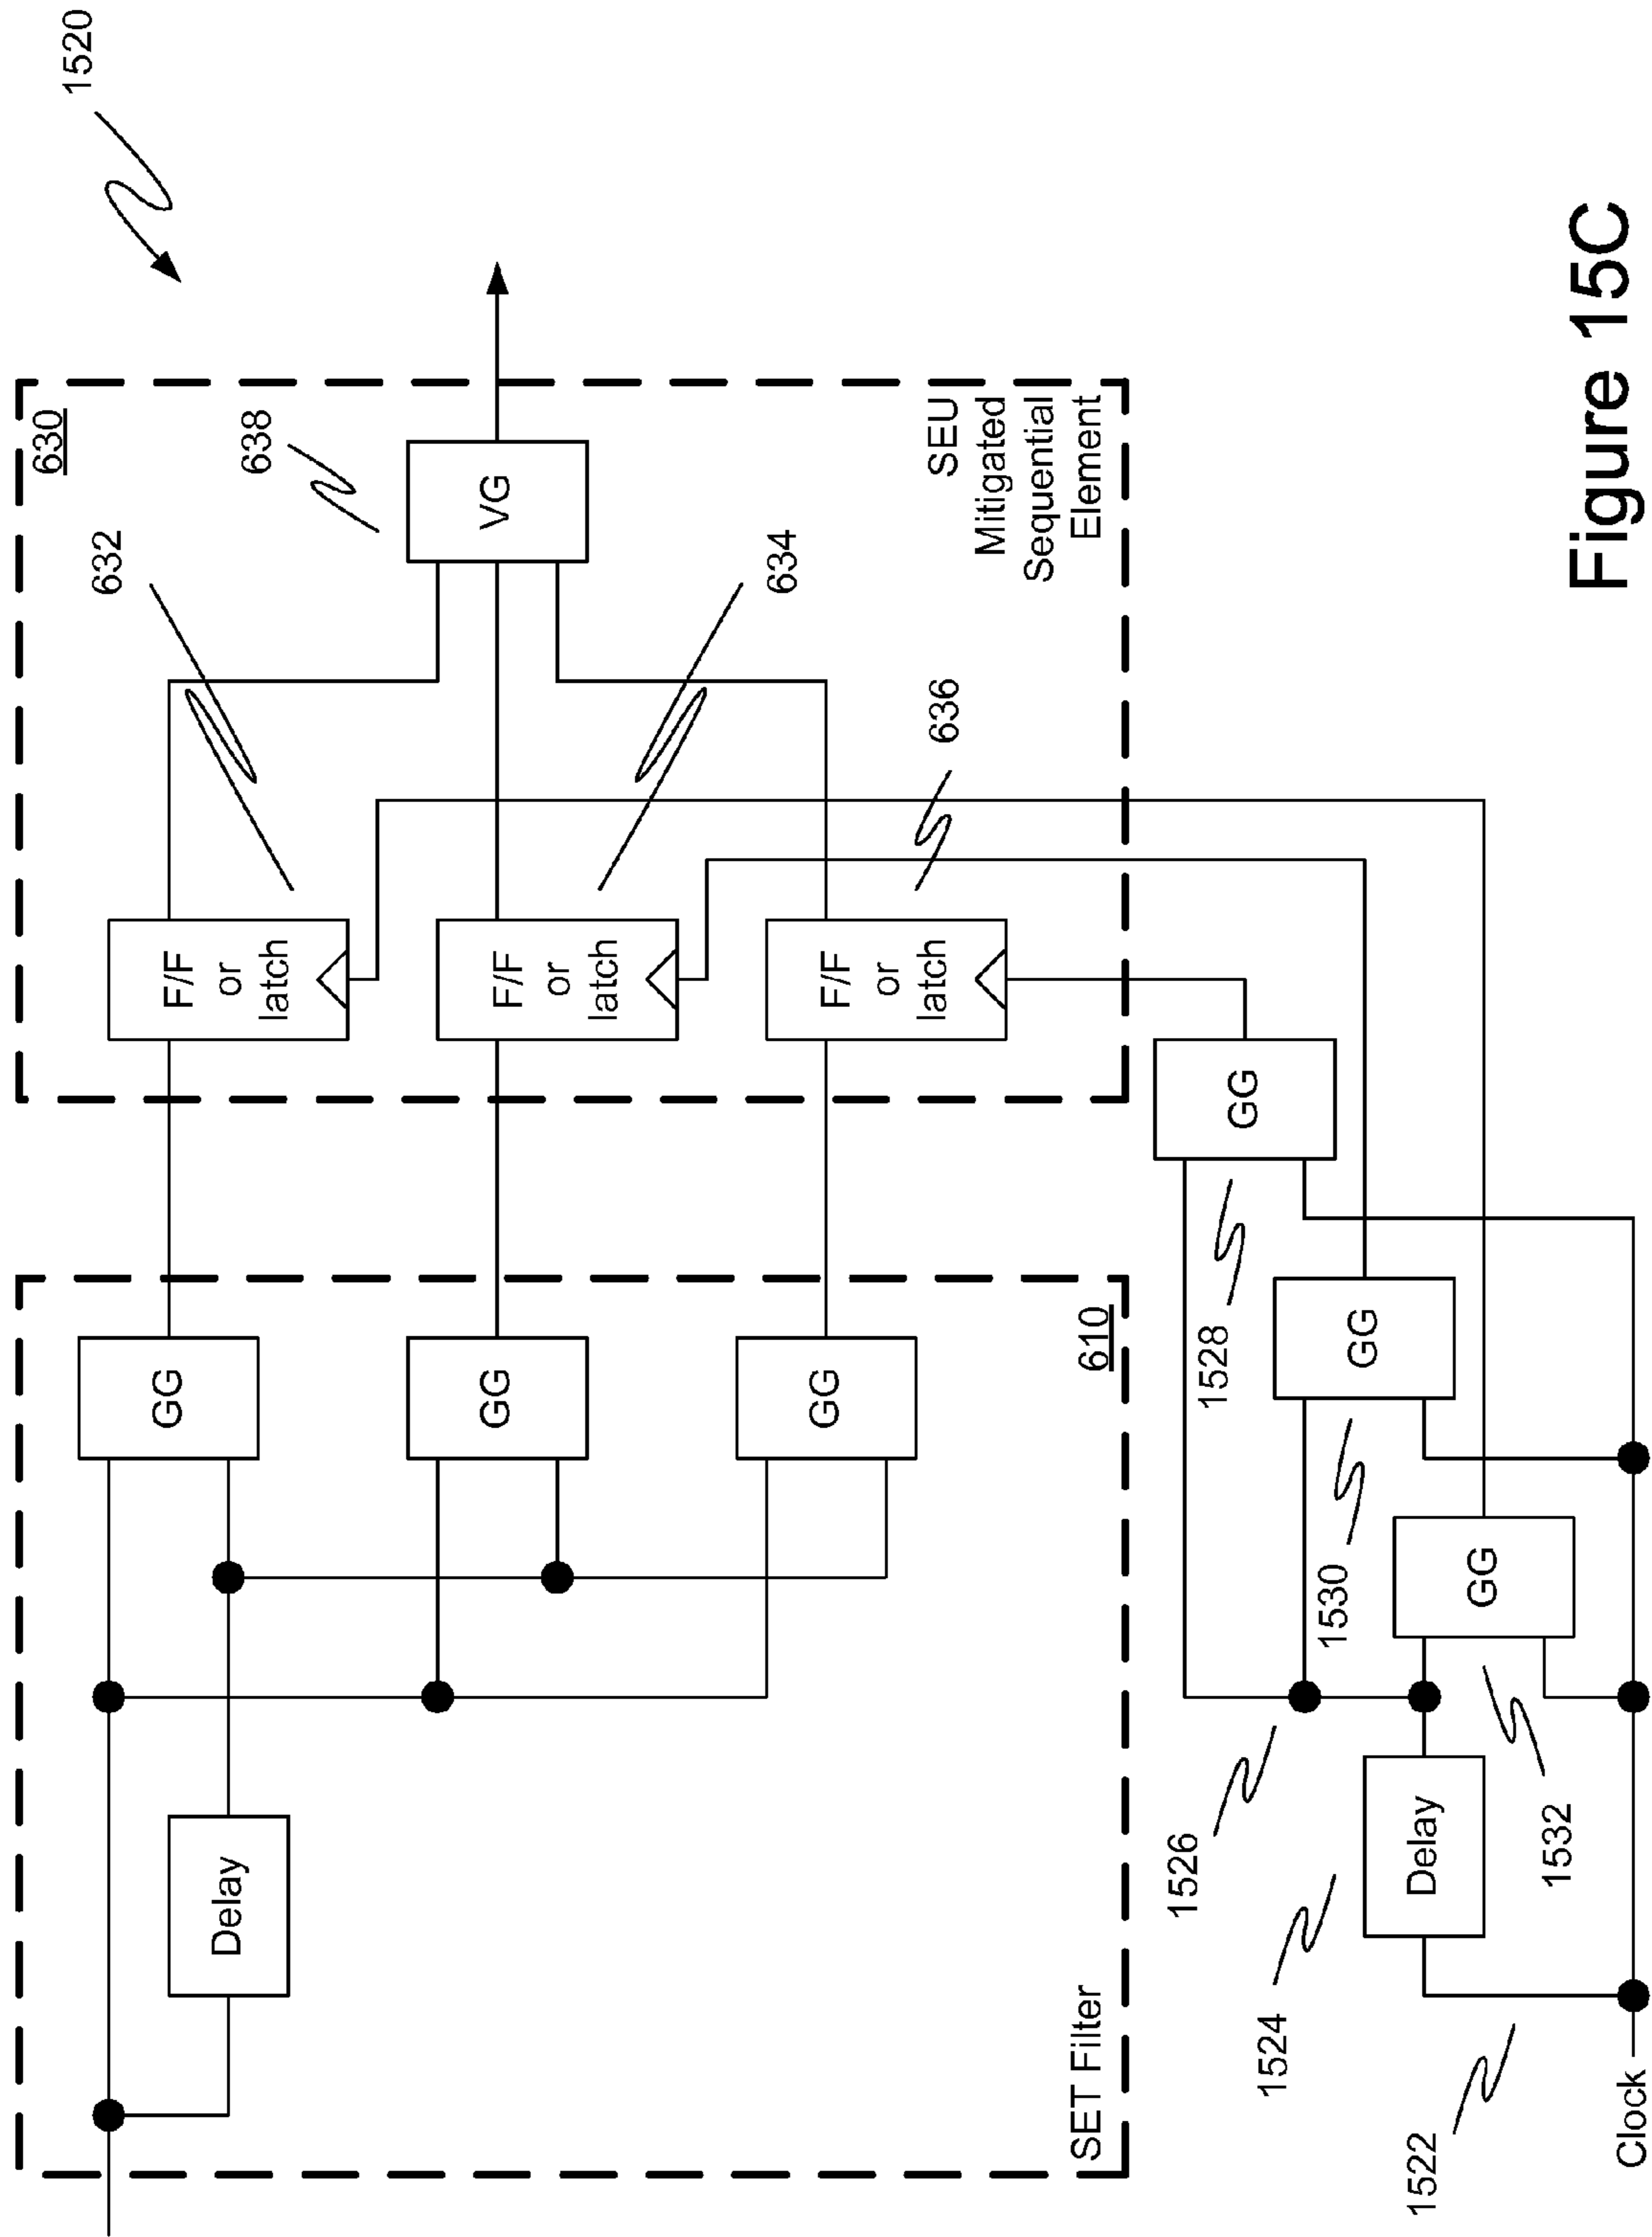 1520
630
638
VG
632
634
SEU
Mitigated
Sequential
Element
636
F/F
or
latch
F/F
or
latch
F/F
or
latch
GG
GG
GG
Delay
610
SET Filter
GG
1528
GG
1530
GG
1532
1526
Delay
1524
1522
Clock
Figure 15C